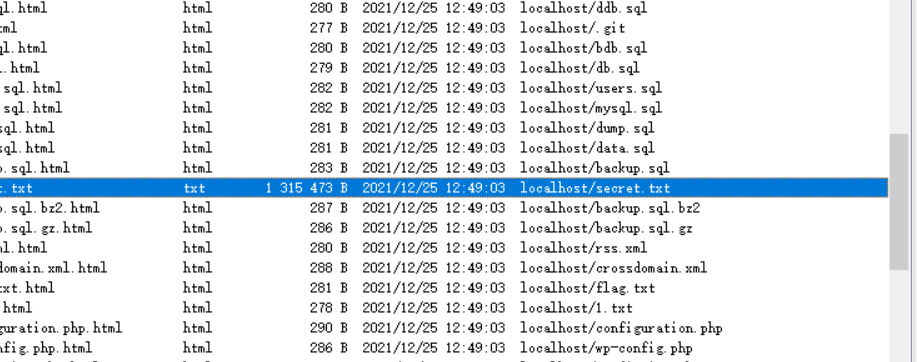 ql.html html 280 B 2021/12/25 12:49:03 localhost/ddb.sql
ml html 277 B 2021/12/25 12:49:03 localhost/.git
ql.html html 280 B 2021/12/25 12:49:03 localhost/bdb.sql
l.html html 279 B 2021/12/25 12:49:03 localhost/db.sql
.sql.html html 282 B 2021/12/25 12:49:03 localhost/users.sql
.sql.html html 282 B 2021/12/25 12:49:03 localhost/mysql.sql
sql.html html 281 B 2021/12/25 12:49:03 localhost/dump.sql
sql.html html 281 B 2021/12/25 12:49:03 localhost/data.sql
p.sql.html html 283 B 2021/12/25 12:49:03 localhost/backup.sql
t.txt txt 1 315 473 B 2021/12/25 12:49:03 localhost/secret.txt
p.sql.bz2.html html 287 B 2021/12/25 12:49:03 localhost/backup.sql.bz2
p.sql.gz.html html 286 B 2021/12/25 12:49:03 localhost/backup.sql.gz
ml.html html 280 B 2021/12/25 12:49:03 localhost/rss.xml
domain.xml.html html 288 B 2021/12/25 12:49:03 localhost/crossdomain.xml
txt.html html 281 B 2021/12/25 12:49:03 localhost/flag.txt
.html html 278 B 2021/12/25 12:49:03 localhost/1.txt
guration.php.html html 290 B 2021/12/25 12:49:03 localhost/configuration.php
nfig.php.html html 286 B 2021/12/25 12:49:03 localhost/wp-config.php